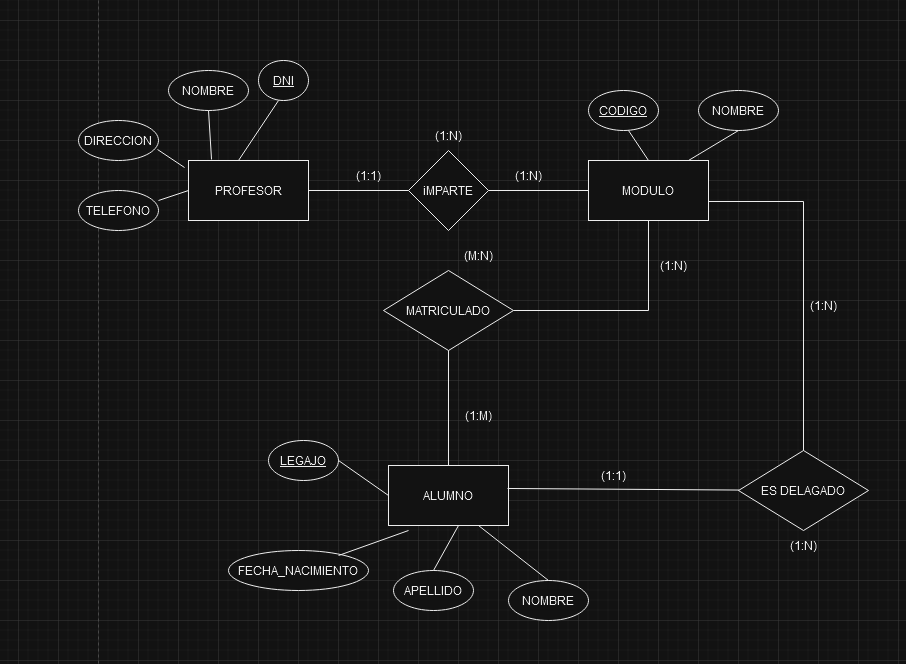 DNI
NOMBRE
CODIGO
NOMBRE
DIRECCION
(1:N)
(1:1)
(1:N)
PROFESOR
iMPARTE
MODULO
TELEFONO
(M:N)
(1:N)
MATRICULADO
(1:N)
(1:M)
LEGAJO
(1:1)
ALUMNO
ES DELAGADO
(1:N)
FECHA_NACIMIENTO
APELLIDO
NOMBRE